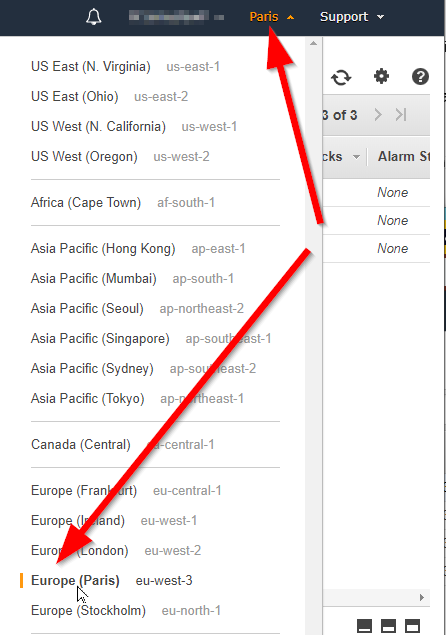 Paris Support
US East (N. Virginia) us-east-1
US East (Ohio) us-east-2
US West (N. California) us-west-1
US West (Oregon) us-west-2
3 of 3
cks Alarm St
Africa (Cape Town) af-south-1
None
None
None
Asia Pacific (Hong Kong) ap-east-1
Asia Pacific (Mumbai) ap-south-1
Asia Pacific (Seoul) ap-northeast-2
Asia Pacific (Singapore) ap-southeast-1
Asia Pacific (Sydney) ap-southeast-2
Asia Pacific (Tokyo) ap-northeast-1
Canada (Central) ca-central-1
Europe (Frankfurt) eu-central-1
Europe (Ireland) eu-west-1
Europe (London) eu-west-2
Europe (Paris) eu-west-3
Europe (Stockholm) eu-north-1